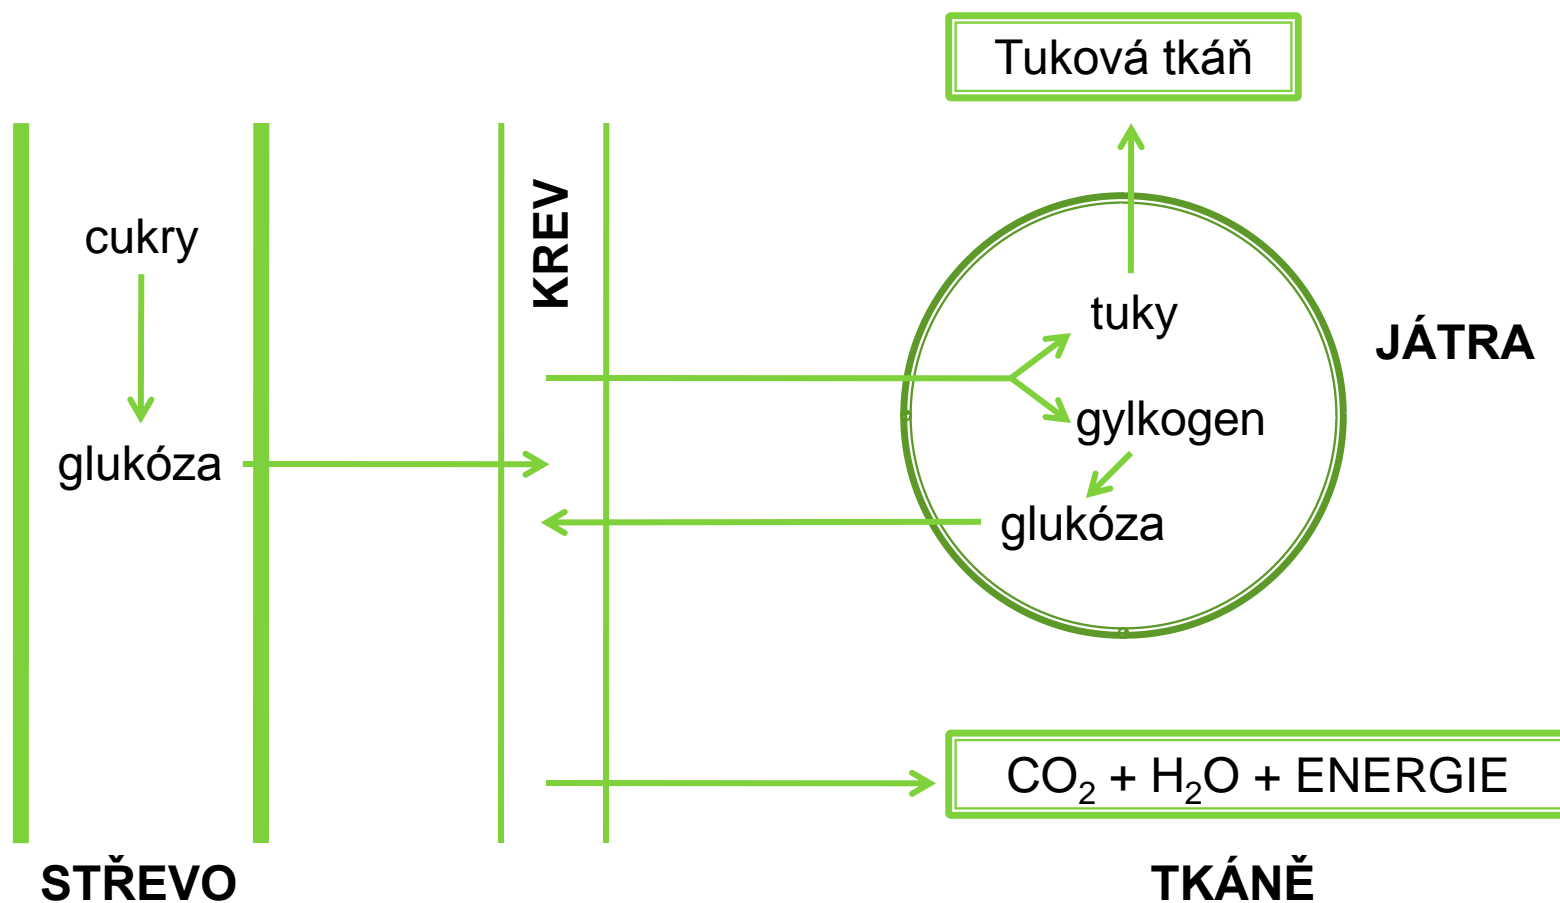 Tuková tkáň
KREV
cukry
tuky
JÁTRA
gylkogen
glukóza
glukóza
CO₂ + H₂O + ENERGIE
STŘEVO
TKÁNĚ